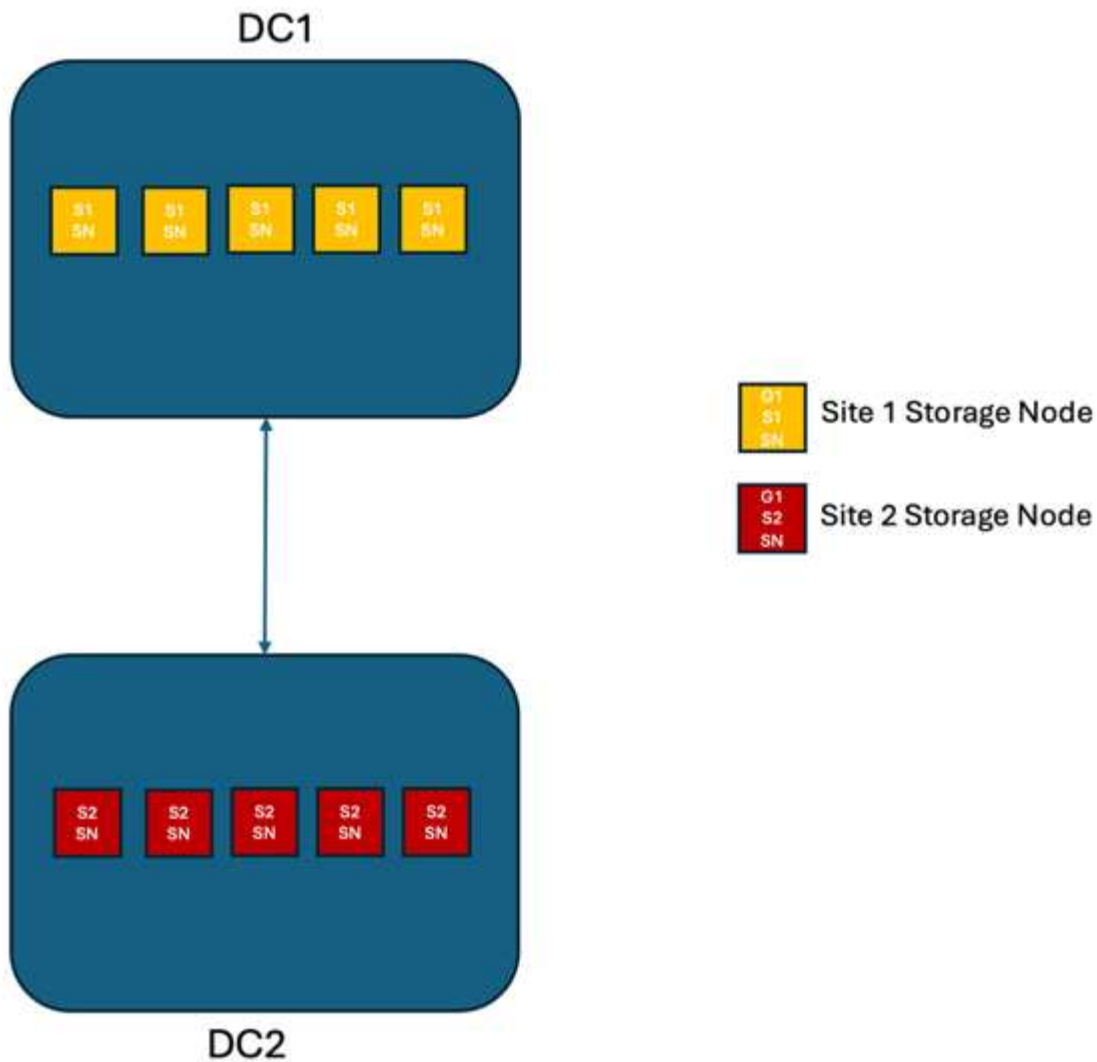 DC1
S1
SN
S1
SN
S1
SN
S1
SN
S1
SN
G1
S1
SN
Site 1 Storage Node
G1
S2
SN
Site 2 Storage Node
S2
SN
S2
SN
S2
SN
S2
SN
S2
SN
DC2